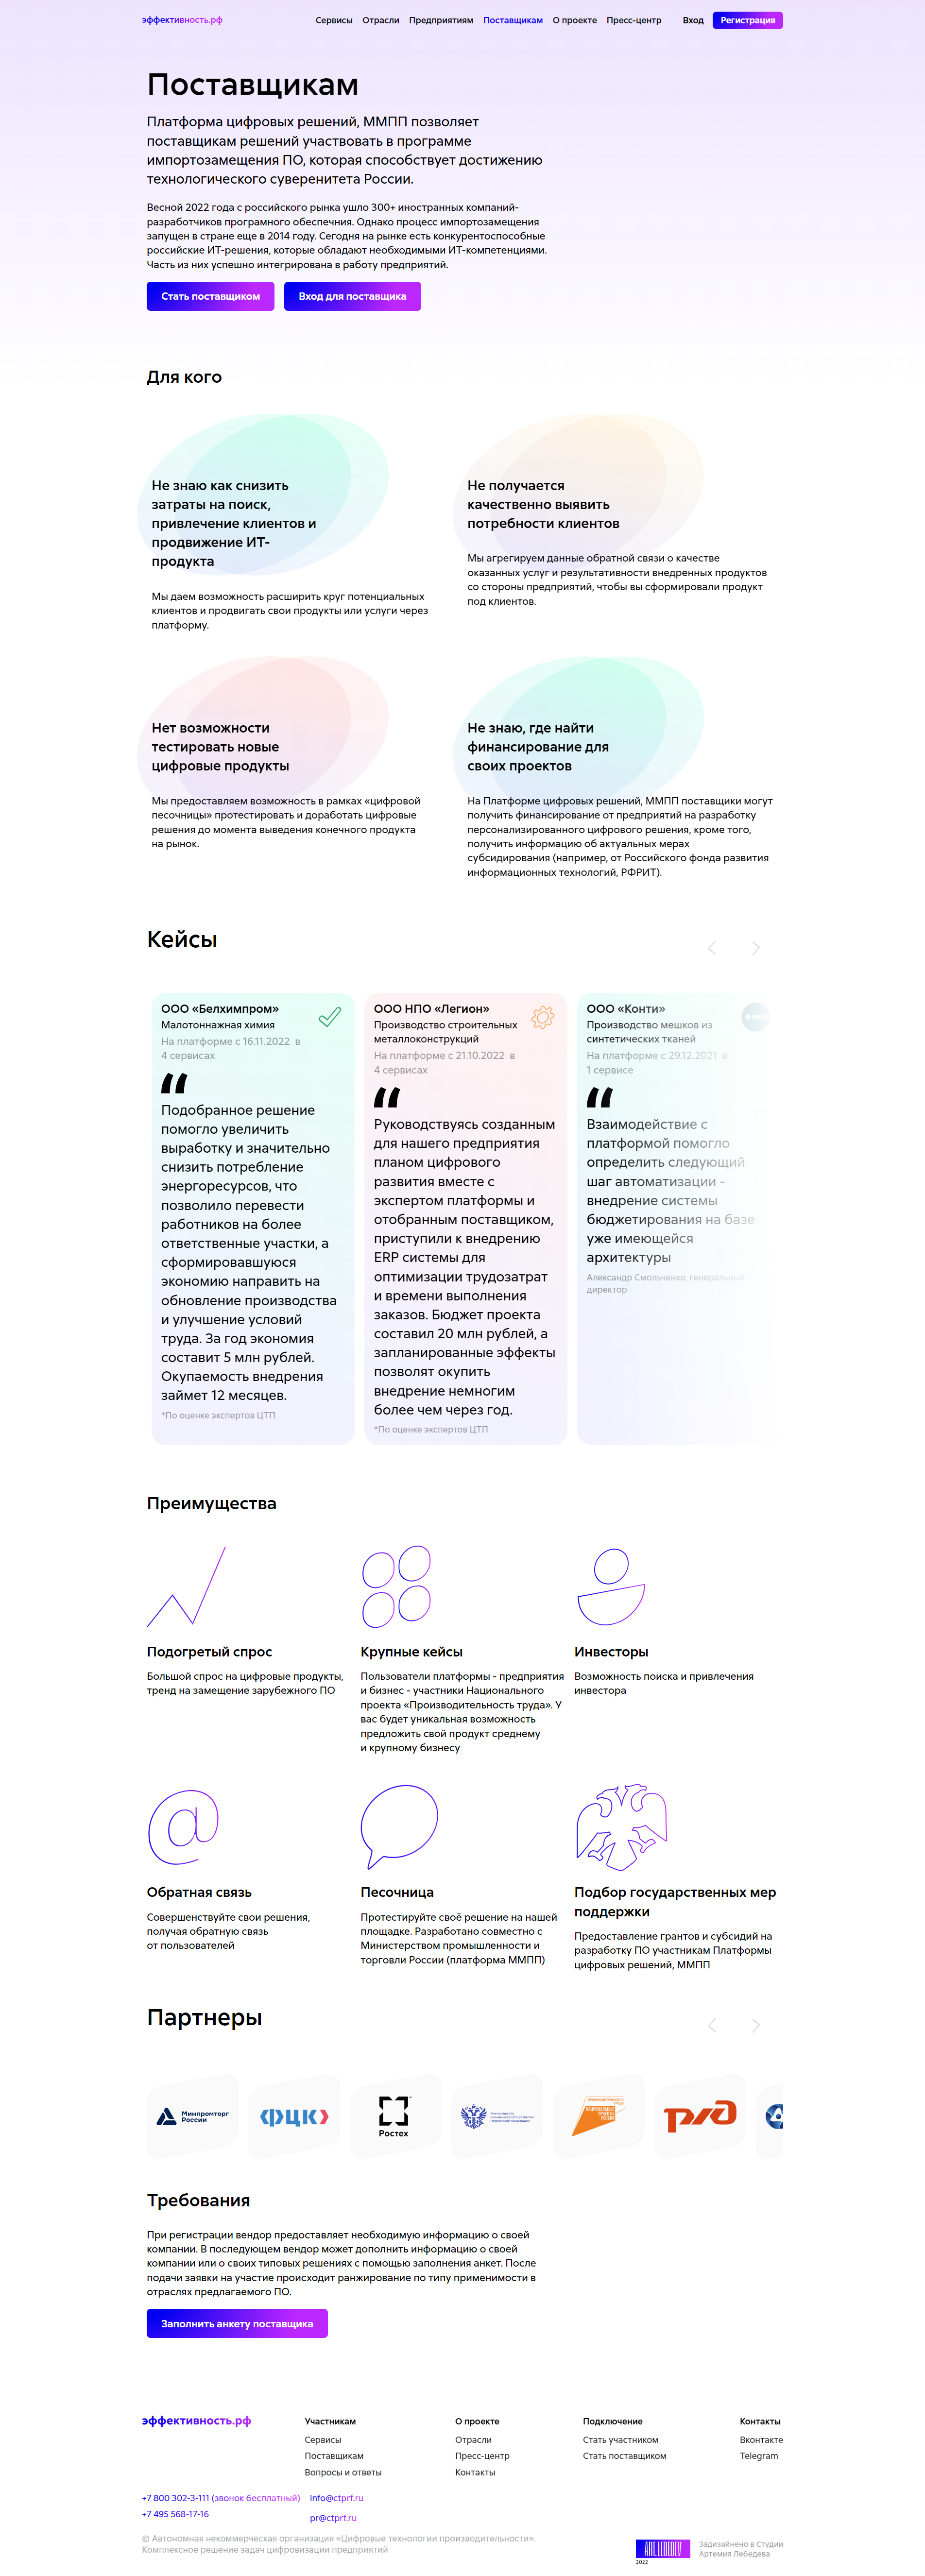 эффективность.рф
Сервисы Отрасли Предприятиям Поставщикам О проекте Пресс-центр Вход Регистрация
Поставщикам
Платформа цифровых решений, ММПП позволяет
поставщикам решений участвовать в программе
импортозамещения ПО, которая способствует достижению
технологического суверенитета России.
Весной 2022 года с российского рынка ушло 300+ иностранных компаний-
разработчиков програмного обеспечня. Однако процесс импортозамещения
запущен в стране еще в 2014 году. Сегодня на рынке есть конкурентоспособные
российские ИТ-решения, которые обладают необходимыми ИТ-компетенциями.
Часть из них успешно интегрирована в работу предприятий.
Стать поставщиком Вход для поставщика
Для кого
Не знаю как снизить
затраты на поиск,
привлечение клиентов и
продвижение ИТ-
продукта
Мы даем возможность расширить круг потенциальных
клиентов и продвигать свои продукты или услуги через
платформу.
Не получается
качественно выявить
потребности клиентов
Мы агрегируем данные обратной связи о качестве
оказанных услуг и результативности внедренных продуктов
со стороны предприятий, чтобы вы сформировали продукт
под клиентов.
Нет возможности
тестировать новые
цифровые продукты
Мы предоставляем возможность в рамках «цифровой
песочницы» протестировать и доработать цифровые
решения до момента выведения конечного продукта
на рынок.
Не знаю, где найти
финансирование для
своих проектов
На Платформе цифровых решений, ММПП поставщики могут
получить финансирование от предприятий на разработку
персонализированного цифрового решения, кроме того,
получить информацию об актуальных мерах
субсидирования (например, от Российского фонда развития
информационных технологий, РФРИТ).
Кейсы
ООО «Белхимпром»
Малотоннажная химия
На платформе с 16.11.2022 в
4 сервисах
“
Подобранное решение
помогло увеличить
выработку и значительно
снизить потребление
энергоресурсов, что
позволило перевести
работников на более
ответственные участки, а
сформировавшуюся
экономию направить на
обновление производства
и улучшение условий
труда. За год экономия
составит 5 млн рублей.
Окупаемость внедрения
займет 12 месяцев.
*По оценке экспертов ЦТП
ООО НПО «Легион»
Производство строительных
металлоконструкций
На платформе с 21.10.2022 в
4 сервисах
“
Руководствуясь созданным
для нашего предприятия
планом цифрового
развития вместе с
экспертом платформы и
отобранным поставщиком,
приступили к внедрению
ERP системы для
оптимизации трудозатрат
и времени выполнения
заказов. Бюджет проекта
составил 20 млн рублей, а
запланированные эффекты
позволят окупить
внедрение немногим
более чем через год.
*По оценке экспертов ЦТП
ООО «Конти»
Производство мешков из
синтетических тканей
На платформе с 29.12.2021 в
1 сервисе
“
Взаимодействие с
платформой помогло
определить следующий
шаг автоматизации -
внедрение системы
бюджетирования на базе
уже имеющейся
архитектуры
Александр Смольченко, генеральный
директор
Преимущества
Подогретый спрос
Большой спрос на цифровые продукты,
тренд на замещение зарубежного ПО
Крупные кейсы
Пользователи платформы - предприятия
и бизнес - участники Национального
проекта «Производительность труда». У
вас будет уникальная возможность
предложить свой продукт среднему
и крупному бизнесу
Инвесторы
Возможность поиска и привлечения
инвестора
Обратная связь
Совершенствуйте свои решения,
получая обратную связь
от пользователей
Песочница
Протестируйте своё решение на нашей
площадке. Разработано совместно с
Министерством промышленности и
торговли России (платформа ММПП)
Подбор государственных мер
поддержки
Предоставление грантов и субсидий на
разработку ПО участникам Платформы
цифровых решений, ММПП
Партнеры
Минпромторг
России
ФЦК
Ростех
ПРОИЗВОДИТЕЛЬНОСТЬ
ТРУДА
НАЦИОНАЛЬНЫЕ
ПРОЕКТЫ
РОССИИ
РЖД
Требования
При регистрации вендор предоставляет необходимую информацию о своей
компании. В последующем вендор может дополнить информацию о своей
компании или о своих типовых решениях с помощью заполнения анкет. После
подачи заявки на участие происходит ранжирование по типу применимости в
отраслях предлагаемого ПО.
Заполнить анкету поставщика
эффективность.рф
Участникам
Сервисы
Поставщикам
Вопросы и ответы
О проекте
Отрасли
Пресс-центр
Контакты
Подключение
Стать участником
Стать поставщиком
Контакты
Вконтакте
Telegram
+7 800 302-3-111 (звонок бесплатный) info@ctprf.ru
+7 495 568-17-16 pr@ctprf.ru
© Автономная некоммерческая организация «Цифровые технологии производительности».
Комплексное решение задач цифровизации предприятий
ART. LEBEDEV
2022
Задизайнено в Студии
Артемия Лебедева